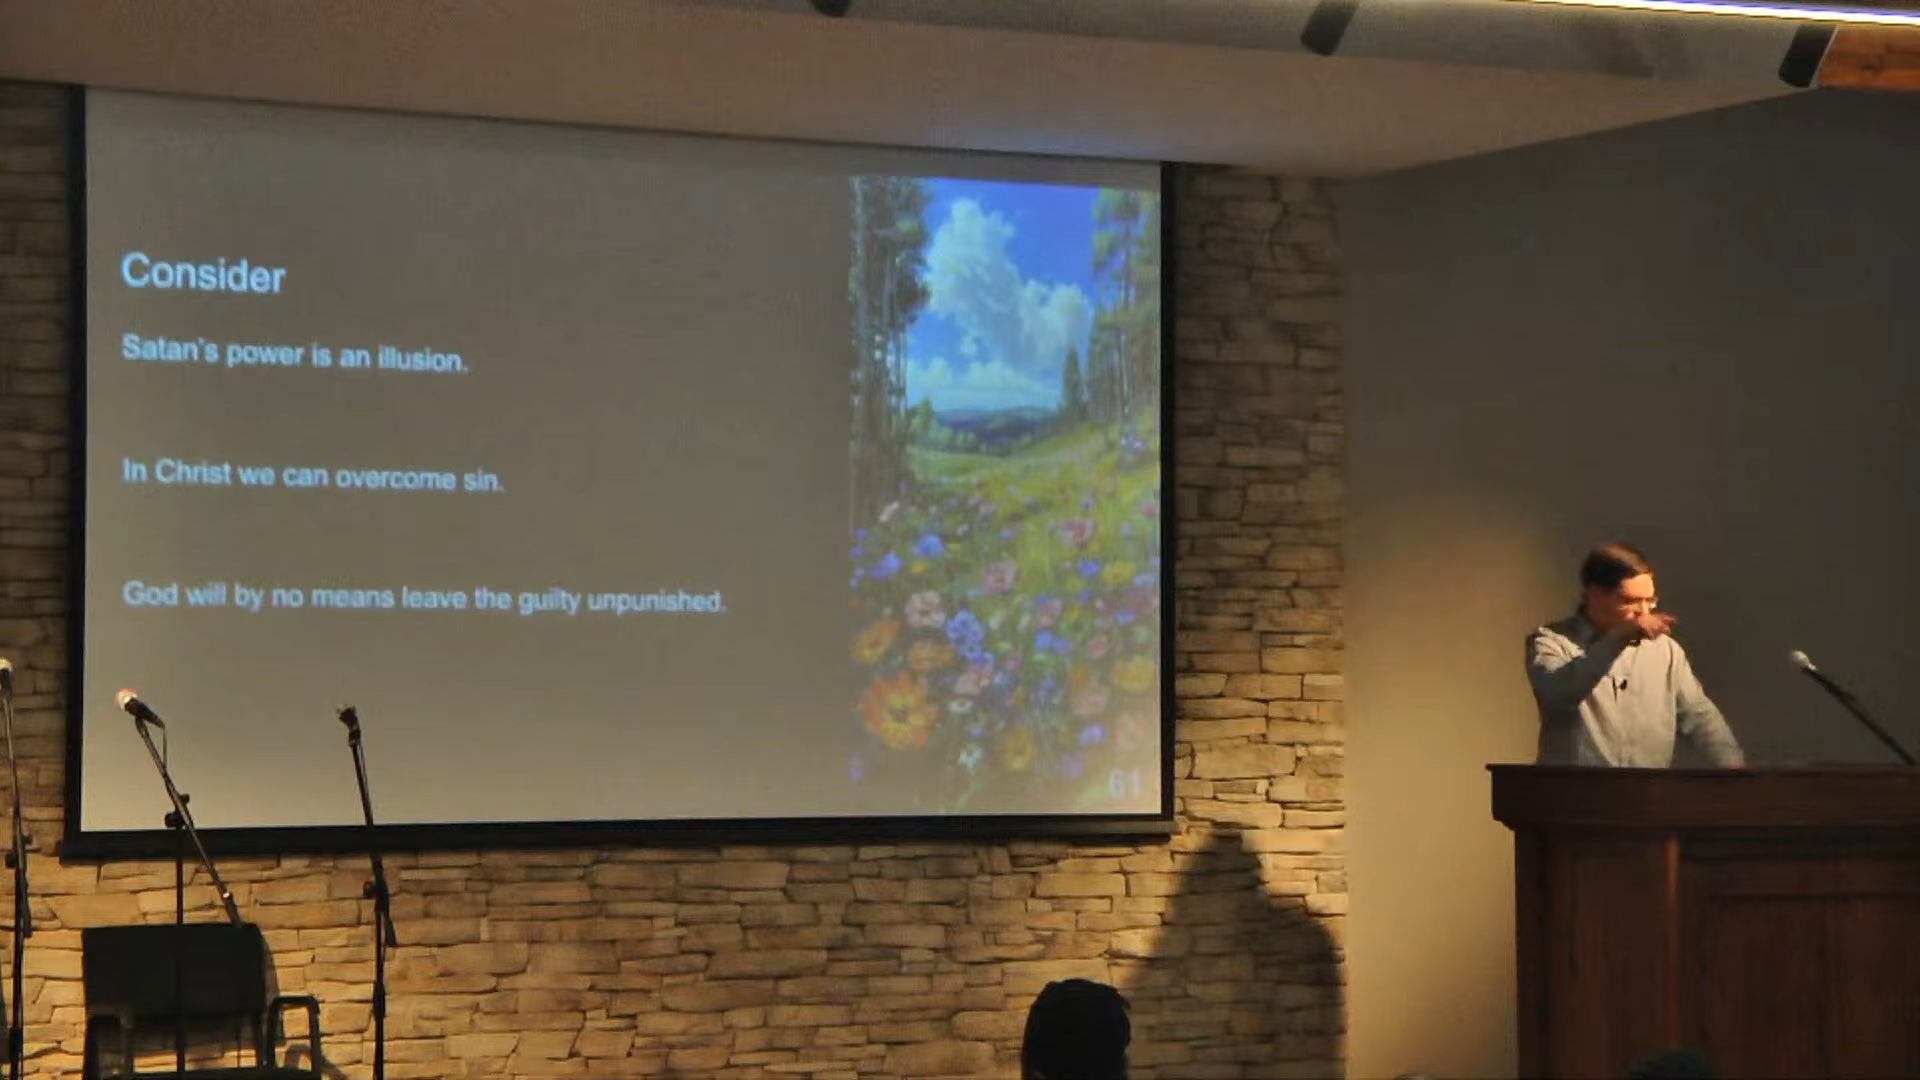 Consider
Satan's power is an illusion.
In Christ we can overcome sin.
God will by no means leave the guilty unpunished.
61